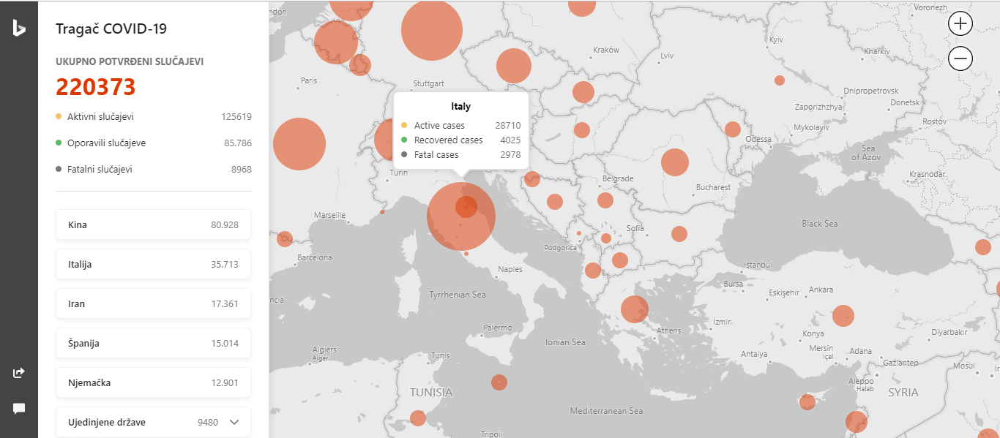 Tragač COVID-19
UKUPNO POTVRĐENI SLUČAJEVI
220373
Aktivni slučajevi 125619
Oporavili slučajeve 85.786
Fatalni slučajevi 8968
Kina 80.928
Italija 35.713
Iran 17.361
Španija 15.014
Njemačka 12.901
Ujedinjene države 9480
Italy
Active cases 28710
Recovered cases 4025
Fatal cases 2978
ndon
Voronezh
Kyiv
Kraków
Lviv
Kharkiv
Paris
Stuttgart
Dnipropetrovsk
Donetsk
Zaporizhzhya
Rostov
Mykolayiv
Odessa
Sea
of Azov
Turin
Belgrade
Krasnodar
Bucharest
Marseille
Black Sea
Sofia
Podgorica
Barcelona
Istanbul
Naples
Bursa
Eskişehir
Ankara
ncia
Tyrrhenian Sea
İzmir
Palermo
Athens
Konya
Diyarbakır
Ionian Sea
Algiers
Alger
Tunis
Antalya
Mersin
İçel
Adana
Gaziantep
Mosul
Aleppo
Halab
TUNISIA
SYRIA
Mediterranean Sea
Tripoli